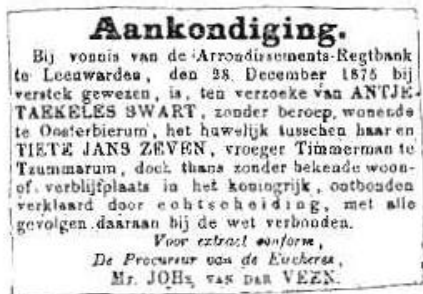 Aankondiging.
Bij vonnis van de Arrondissements-Regtbank
te Leeuwarden, den 28. December 1875 bij
verstek gewezen, is, ten verzoeke van ANTJE
TAEKELES SWART, zonder beroep, wonende
te Oosterbierum, het huwelijk tusschen haar en
TIETE JANS ZEVEN, vroeger Timmerman te
Tzummarum, doch thans zonder bekende woon-
of verblijfplaats in het koningrijk, ontbonden
verklaard door echtscheiding, met alle
gevolgen daaraan bij de wet verbonden.
Voor extract conform,
De Procureur van de Eischeres,
Mr. JOHs. VAN DER VEEN.